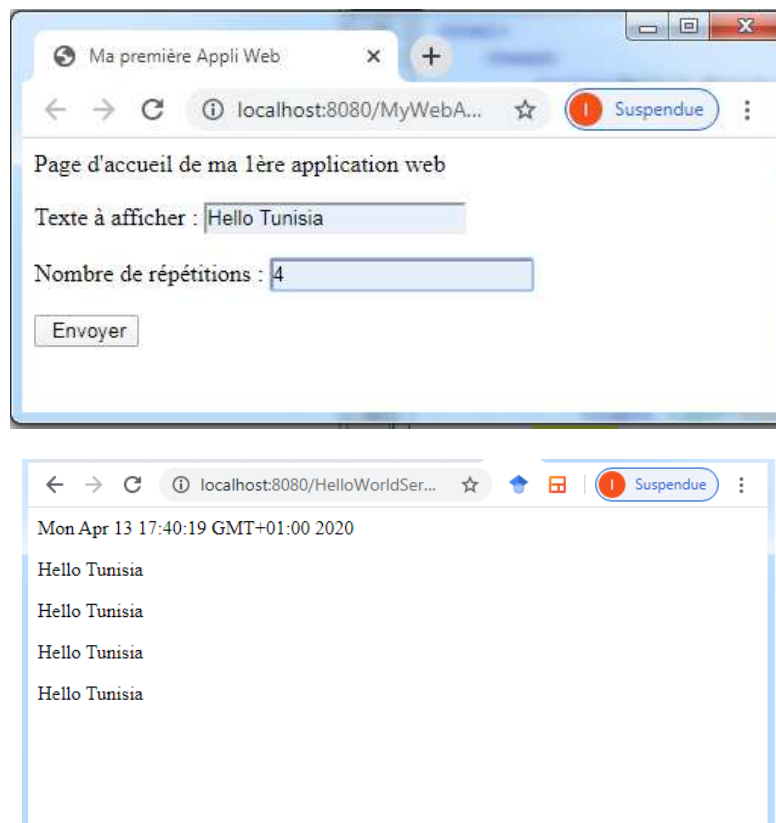 Ma première Appli Web
localhost:8080/MyWebA...
I Suspendue
Page d'accueil de ma 1ère application web
Texte à afficher : Hello Tunisia
Nombre de répétitions : 4
Envoyer
localhost:8080/HelloWorldSer...
I Suspendue
Mon Apr 13 17:40:19 GMT+01:00 2020
Hello Tunisia
Hello Tunisia
Hello Tunisia
Hello Tunisia